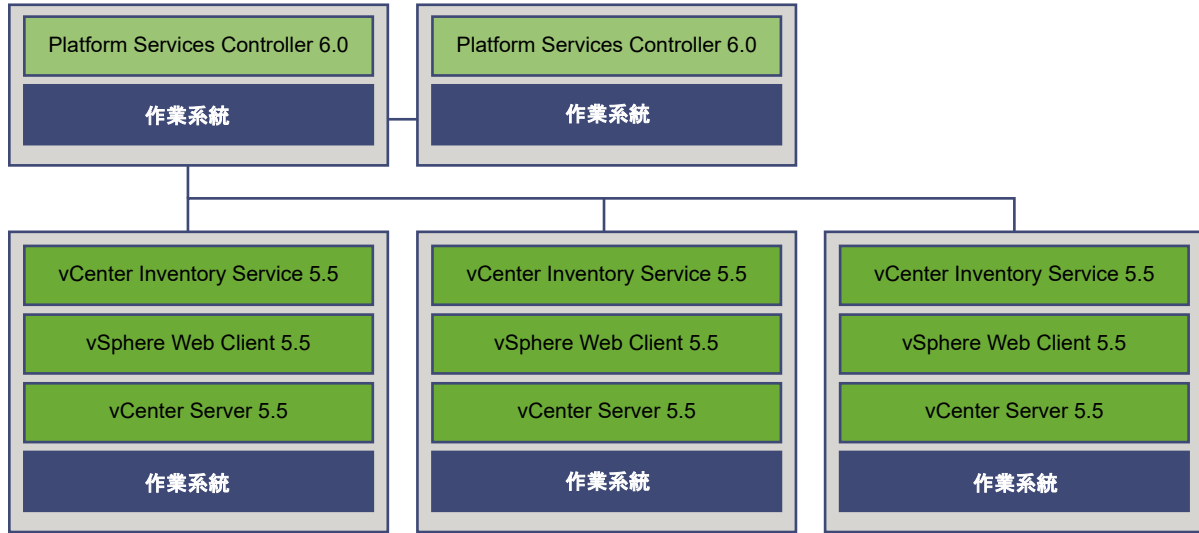 Platform Services Controller 6.0
作業系統
Platform Services Controller 6.0
作業系統
vCenter Inventory Service 5.5
vSphere Web Client 5.5
vCenter Server 5.5
作業系統
vCenter Inventory Service 5.5
vSphere Web Client 5.5
vCenter Server 5.5
作業系統
vCenter Inventory Service 5.5
vSphere Web Client 5.5
vCenter Server 5.5
作業系統